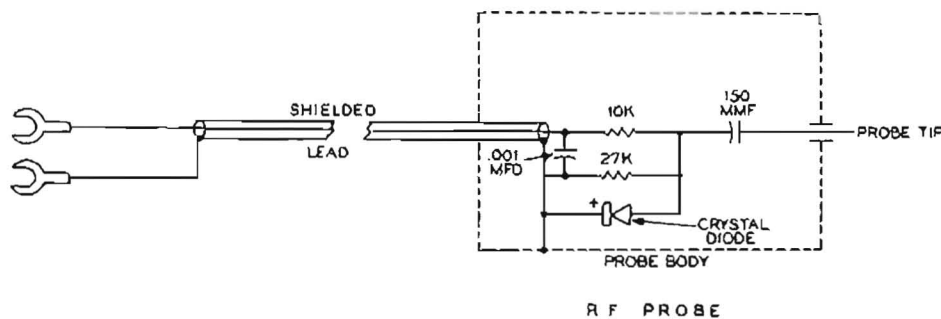 SHIELDED
LEAD
.001
MFD
10K
27K
150
MMF
PROBE TIP
+
CRYSTAL
DIODE
PROBE BODY
RF PROBE